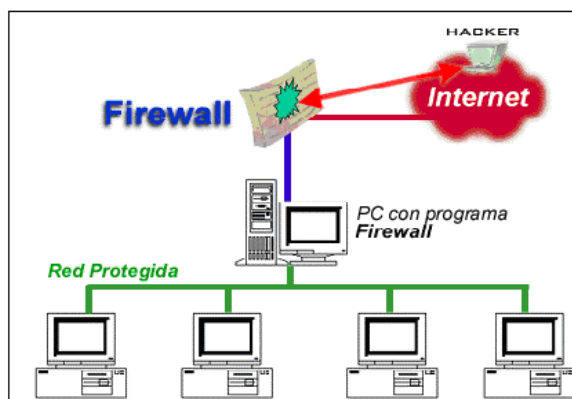 HACKER
Internet
Firewall
PC con programa
Firewall
Red Protegida